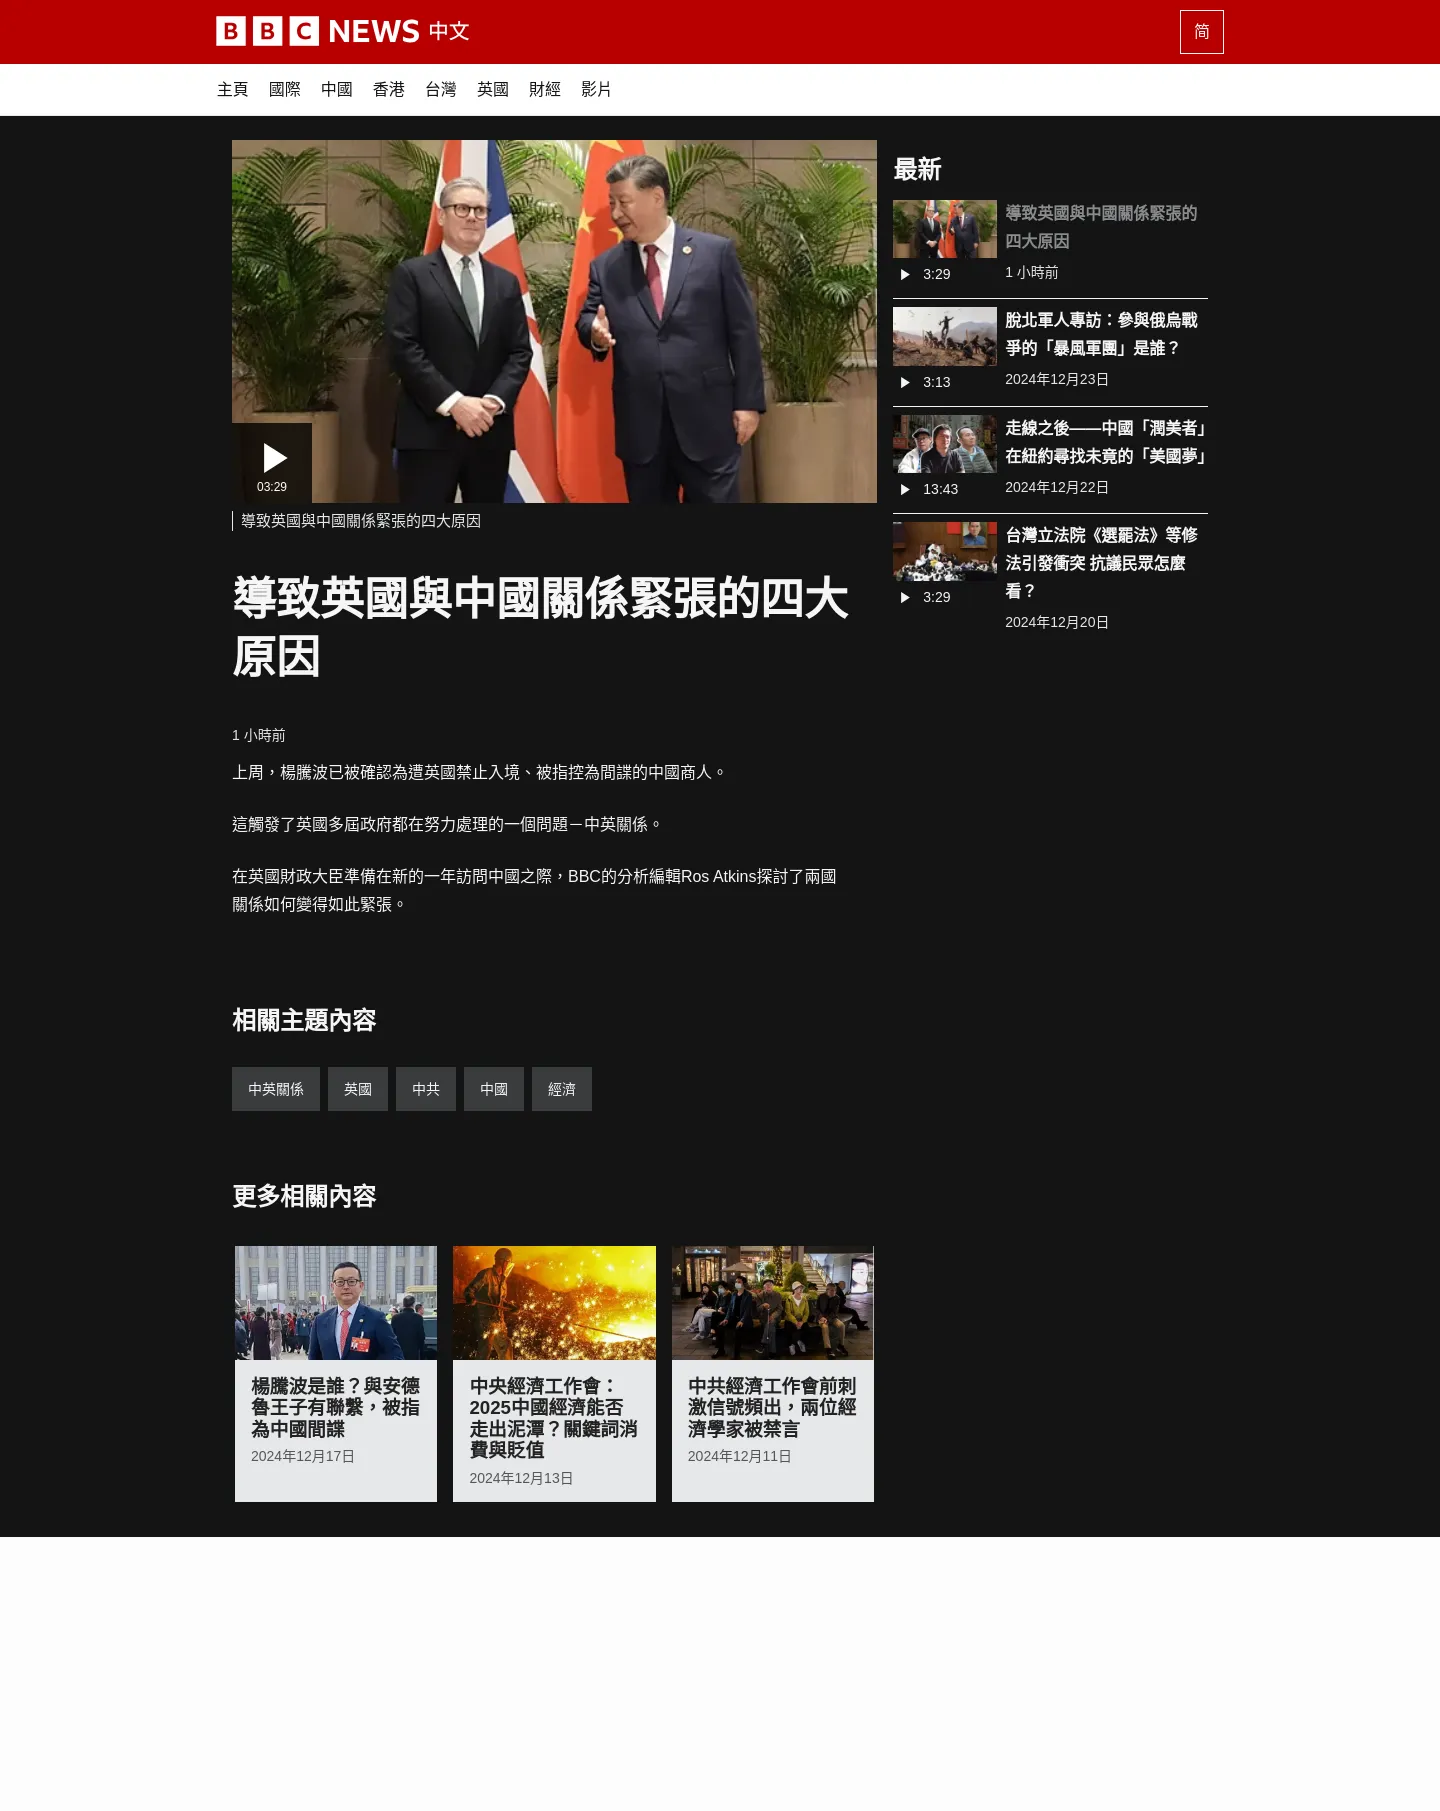 BBC NEWS 中文
简
主頁 國際 中國 香港 台灣 英國 財經 影片
03:29
導致英國與中國關係緊張的四大原因
導致英國與中國關係緊張的四大
原因
1 小時前
上周，楊騰波已被確認為遭英國禁止入境、被指控為間諜的中國商人。
這觸發了英國多屆政府都在努力處理的一個問題－中英關係。
在英國財政大臣準備在新的一年訪問中國之際，BBC的分析編輯Ros Atkins探討了兩國
關係如何變得如此緊張。
最新
導致英國與中國關係緊張的
四大原因
3:29
1 小時前
脫北軍人專訪：參與俄烏戰
爭的「暴風軍團」是誰？
3:13
2024年12月23日
走線之後——中國「潤美者」
在紐約尋找未竟的「美國夢」
13:43
2024年12月22日
台灣立法院《選罷法》等修
法引發衝突 抗議民眾怎麼
看？
3:29
2024年12月20日
相關主題內容
中英關係 英國 中共 中國 經濟
更多相關內容
楊騰波是誰？與安德
魯王子有聯繫，被指
為中國間諜
2024年12月17日
中央經濟工作會：
2025中國經濟能否
走出泥潭？關鍵詞消
費與貶值
2024年12月13日
中共經濟工作會前刺
激信號頻出，兩位經
濟學家被禁言
2024年12月11日